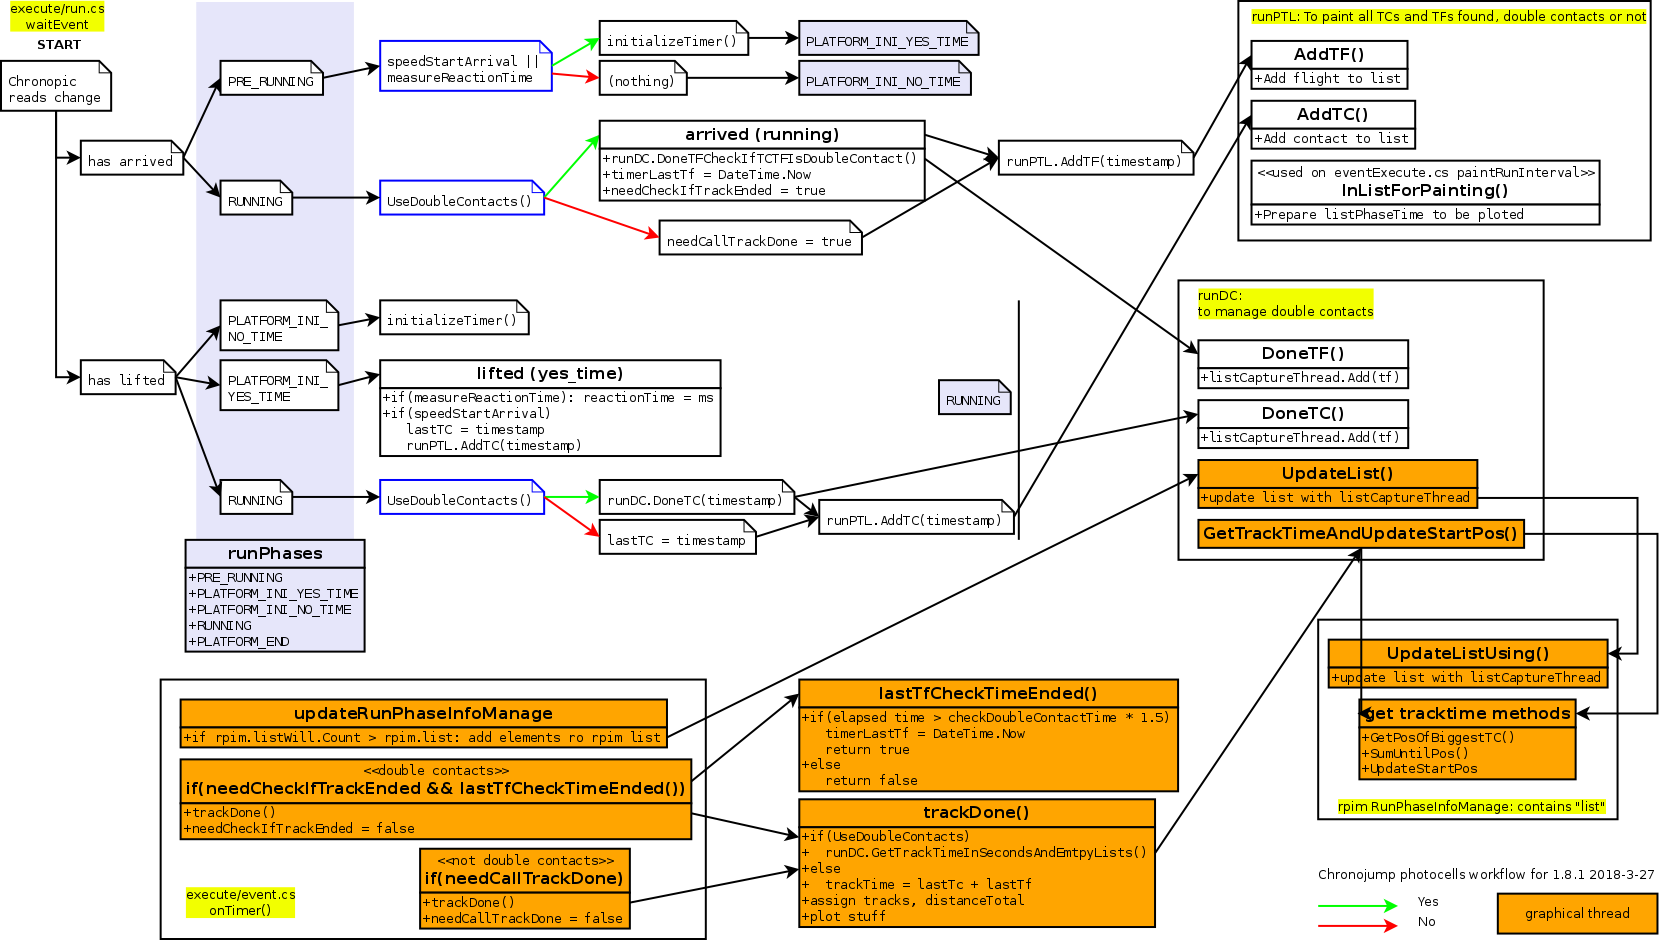 execute/run.cs
waitEvent
START
Chronopic
reads change
has arrived
has lifted
PRE_RUNNING
RUNNING
PLATFORM_INI_
NO_TIME
PLATFORM_INI_
YES_TIME
RUNNING
runPhases
+PRE_RUNNING
+PLATFORM_INI_YES_TIME
+PLATFORM_INI_NO_TIME
+RUNNING
+PLATFORM_END
speedStartArrival ||
measureReactionTime
initializeTimer()
PLATFORM_INI_YES_TIME
(nothing)
PLATFORM_INI_NO_TIME
UseDoubleContacts()
arrived (running)
+runDC.DoneTFCheckIfTCTFIsDoubleContact()
+timerLastTf = DateTime.Now
+needCheckIfTrackEnded = true
needCallTrackDone = true
runPTL.AddTF(timestamp)
initializeTimer()
lifted (yes_time)
+if(measureReactionTime): reactionTime = ms
+if(speedStartArrival)
lastTC = timestamp
runPTL.AddTC(timestamp)
UseDoubleContacts()
runDC.DoneTC(timestamp)
lastTC = timestamp
runPTL.AddTC(timestamp)
RUNNING
runPTL: To paint all TCs and TFs found, double contacts or not
AddTF()
+Add flight to list
AddTC()
+Add contact to list
<<used on eventExecute.cs paintRunInterval>>
InListForPainting()
+Prepare listPhaseTime to be ploted
runDC:
to manage double contacts
DoneTF()
+listCaptureThread.Add(tf)
DoneTC()
+listCaptureThread.Add(tf)
UpdateList()
+update list with listCaptureThread
GetTrackTimeAndUpdateStartPos()
UpdateListUsing()
+update list with listCaptureThread
get tracktime methods
+GetPosOfBiggestTC()
+SumUntilPos()
+UpdateStartPos
rpim RunPhaseInfoManage: contains "list"
updateRunPhaseInfoManage
+if rpim.listWill.Count > rpim.list: add elements ro rpim list
<<double contacts>>
if(needCheckIfTrackEnded && lastTfCheckTimeEnded())
+trackDone()
+needCheckIfTrackEnded = false
<<not double contacts>>
if(needCallTrackDone)
+trackDone()
+needCallTrackDone = false
execute/event.cs
onTimer()
lastTfCheckTimeEnded()
+if(elapsed time > checkDoubleContactTime * 1.5)
timerLastTf = DateTime.Now
return true
+else
return false
trackDone()
+if(UseDoubleContacts)
+ runDC.GetTrackTimeInSecondsAndEmtpyLists()
+else
+ trackTime = lastTc + lastTf
+assign tracks, distanceTotal
+plot stuff
Chronojump photocells workflow for 1.8.1 2018-3-27
Yes
No
graphical thread